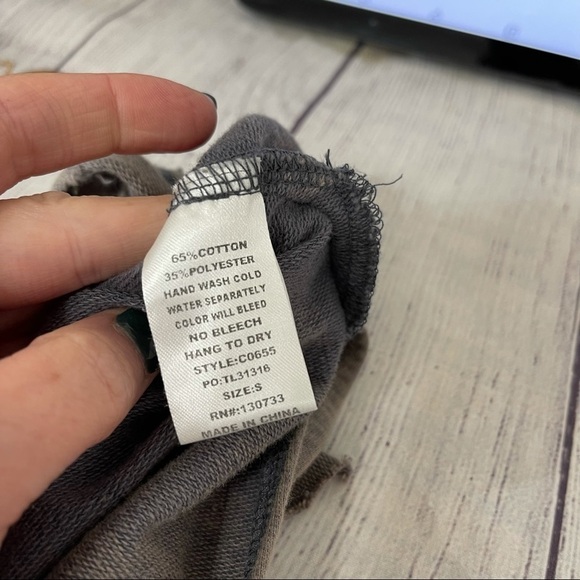 65%COTTON
35%POLYESTER
HAND WASH COLD
WATER SEPARATELY
COLOR WILL BLEED
NO BLEECH
HANG TO DRY
STYLE:C0655
PO:TL31316
SIZE:S
RN#:130733
MADE IN CHINA